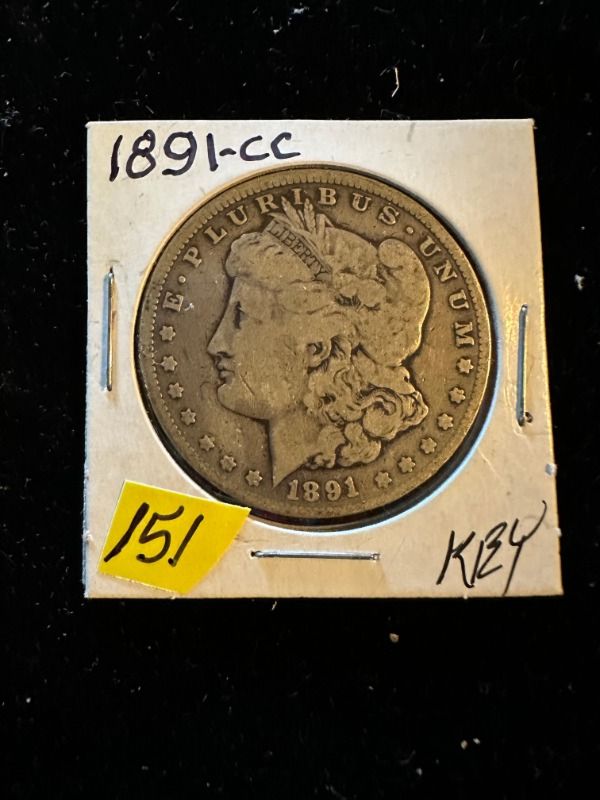 1891-CC
E · PLURIBUS · UNUM
LIBERTY
1891
151
KEY